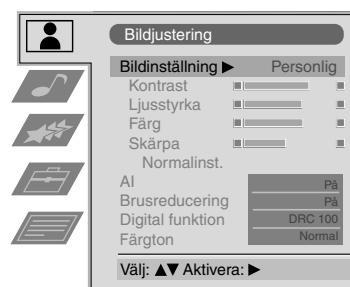 Bildjustering
Bildinställning ▶ Personlig
Kontrast
Ljusstyrka
Färg
Skärpa
Normalinst.
AI På
Brusreducering På
Digital funktion DRC 100
Färgton Normal
Välj: ▲▼ Aktivera: ▶